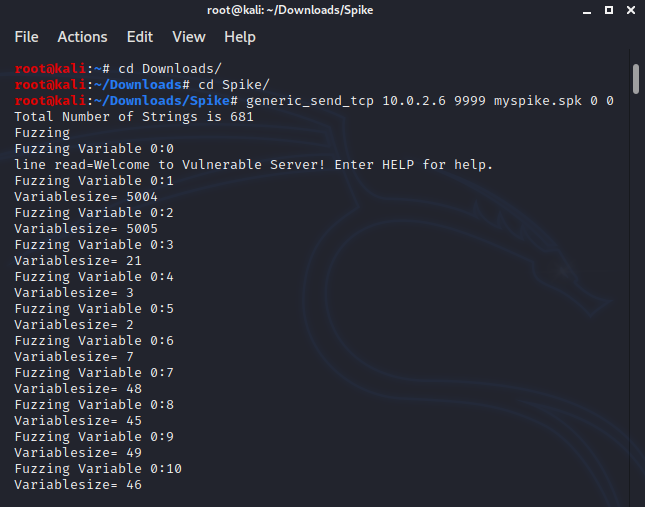 root@kali: ~/Downloads/Spike
File Actions Edit View Help
root@kali:~# cd Downloads/
root@kali:~/Downloads# cd Spike/
root@kali:~/Downloads/Spike# generic_send_tcp 10.0.2.6 9999 myspike.spk 0 0
Total Number of Strings is 681
Fuzzing
Fuzzing Variable 0:0
line read=Welcome to Vulnerable Server! Enter HELP for help.
Fuzzing Variable 0:1
Variablesize= 5004
Fuzzing Variable 0:2
Variablesize= 5005
Fuzzing Variable 0:3
Variablesize= 21
Fuzzing Variable 0:4
Variablesize= 3
Fuzzing Variable 0:5
Variablesize= 2
Fuzzing Variable 0:6
Variablesize= 7
Fuzzing Variable 0:7
Variablesize= 48
Fuzzing Variable 0:8
Variablesize= 45
Fuzzing Variable 0:9
Variablesize= 49
Fuzzing Variable 0:10
Variablesize= 46